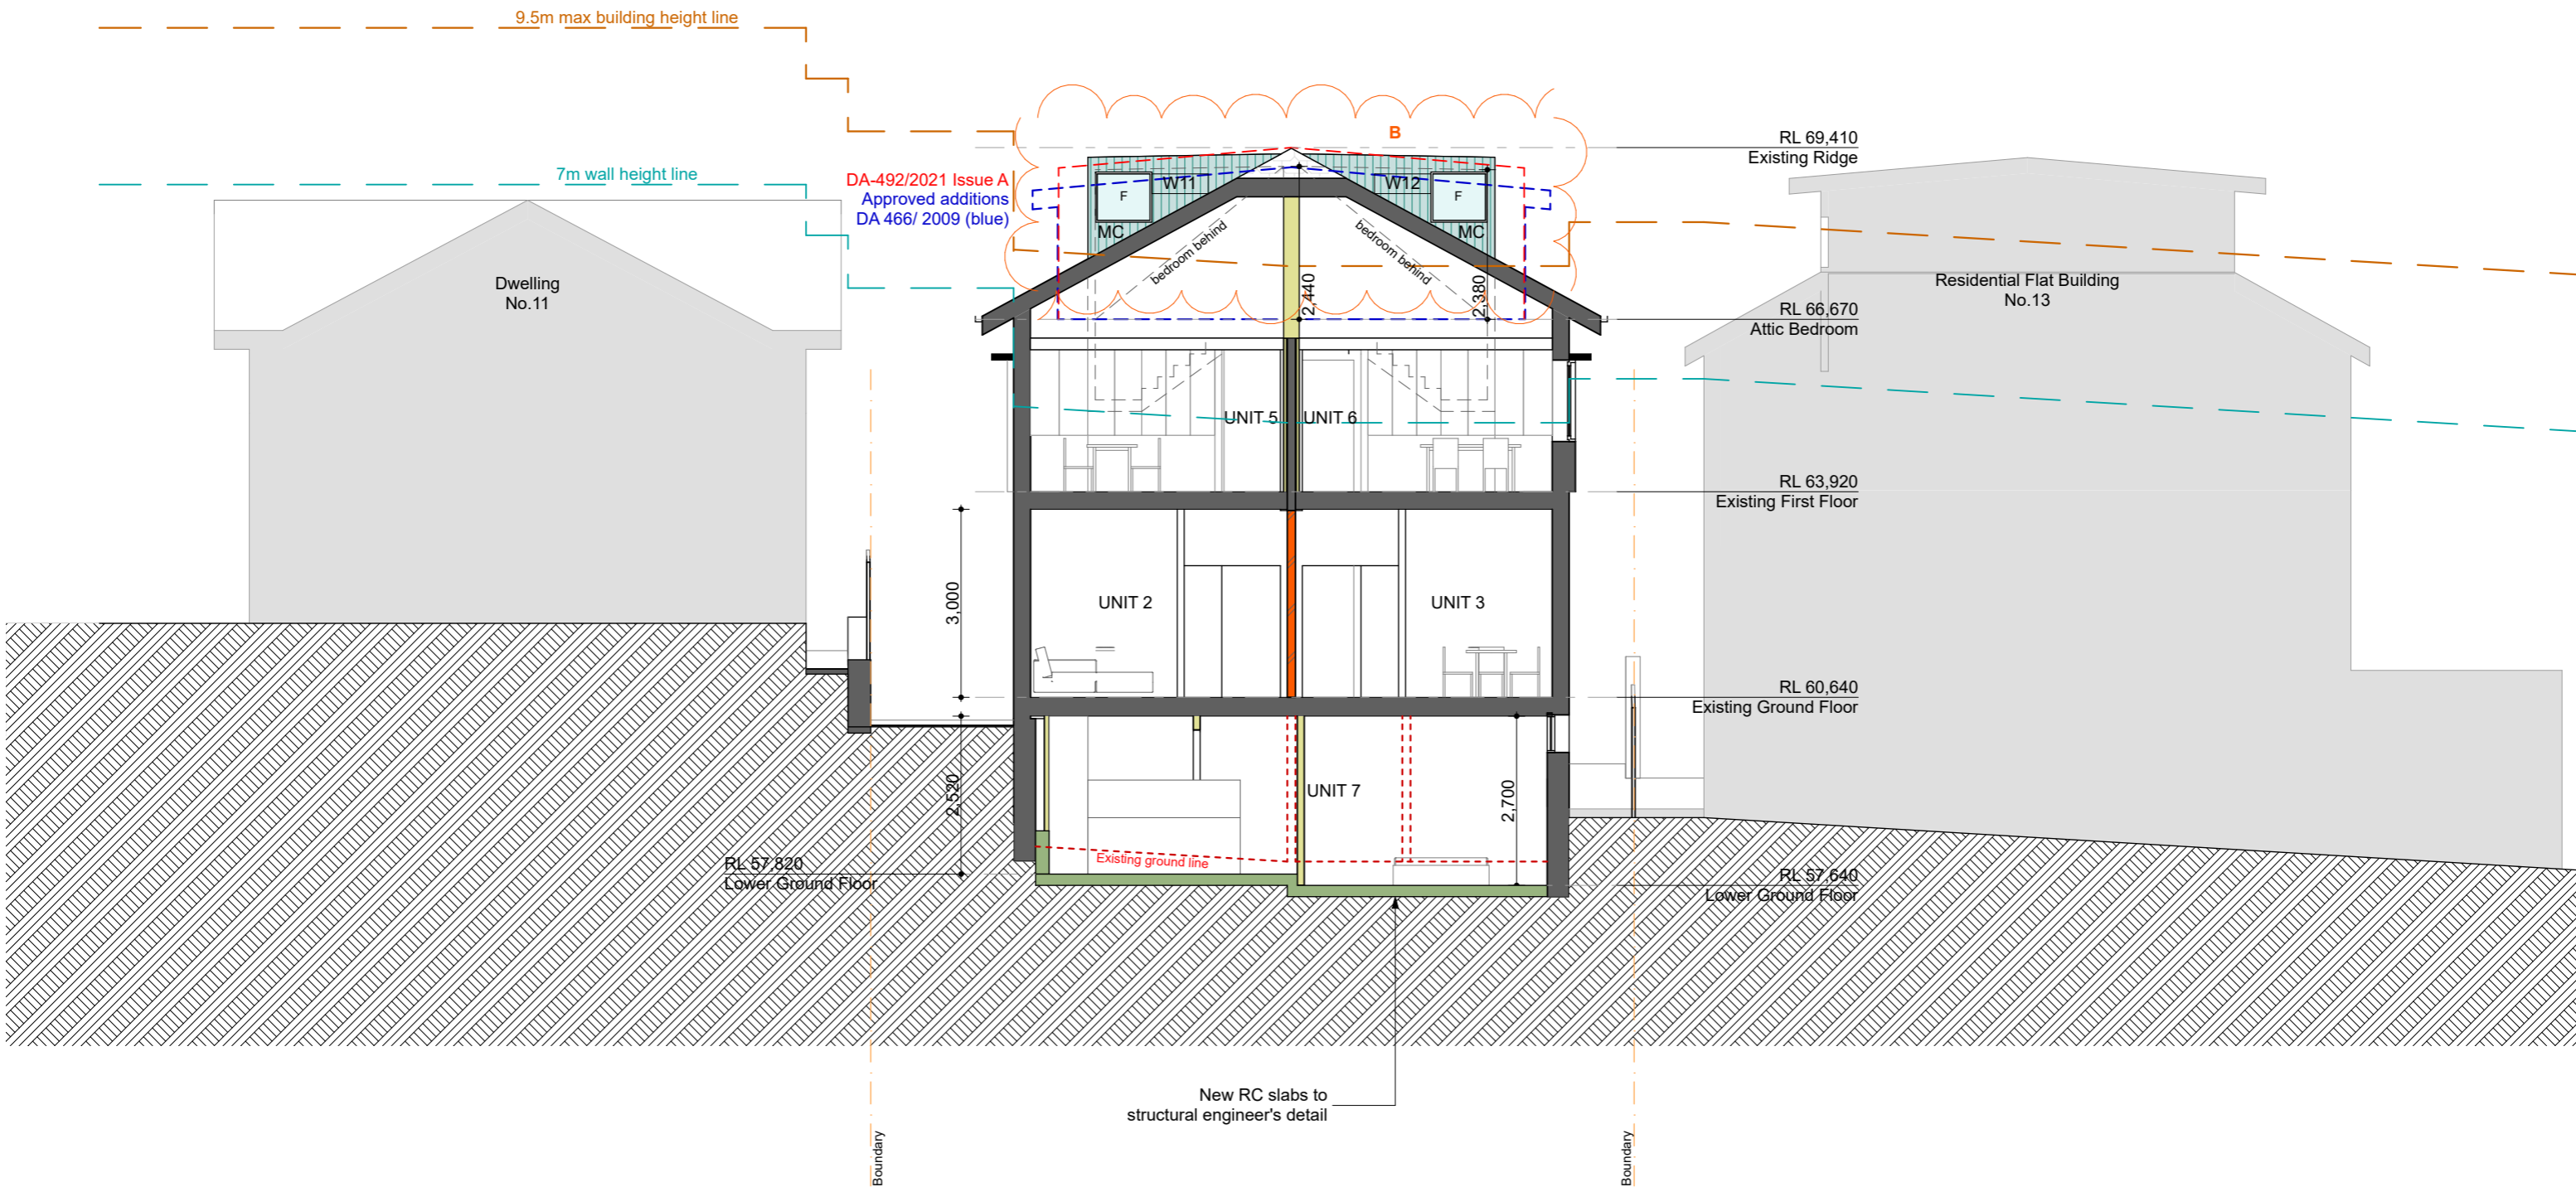 9.5m max building height line
B
RL 69,410
Existing Ridge
7m wall height line
DA-492/2021 Issue A
Approved additions
DA 466/ 2009 (blue)
W11
F
MC
W12
F
MC
bedroom behind
bedroom behind
2,440
2,380
Dwelling
No.11
Residential Flat Building
No.13
RL 66,670
Attic Bedroom
UNIT 5
UNIT 6
RL 63,920
Existing First Floor
3,000
UNIT 2
UNIT 3
RL 60,640
Existing Ground Floor
2,520
UNIT 7
2,700
Existing ground line
RL 57,820
Lower Ground Floor
RL 57,640
Lower Ground Floor
New RC slabs to
structural engineer's detail
Boundary
Boundary